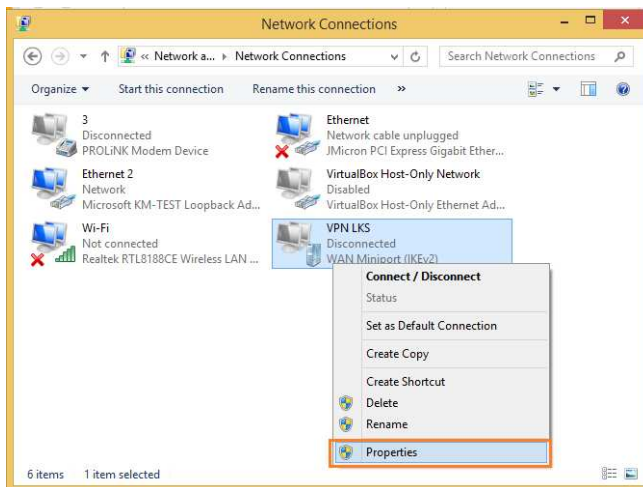 Network Connections
« Network a... Network Connections
Search Network Connections
Organize
Start this connection
Rename this connection
»
3
Disconnected
PROLiNK Modem Device
Ethernet
Network cable unplugged
JMicron PCI Express Gigabit Ether...
Ethernet 2
Network
Microsoft KM-TEST Loopback Ad...
VirtualBox Host-Only Network
Disabled
VirtualBox Host-Only Ethernet Ad...
Wi-Fi
Not connected
Realtek RTL8188CE Wireless LAN ...
VPN LKS
Disconnected
WAN Miniport (IKEv2)
Connect / Disconnect
Status
Set as Default Connection
Create Copy
Create Shortcut
Delete
Rename
Properties
6 items 1 item selected